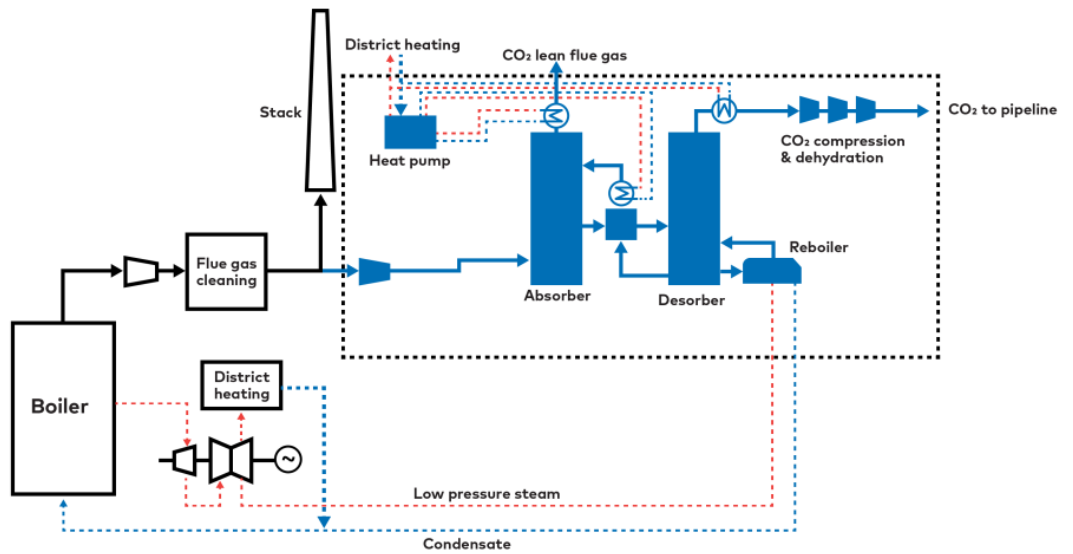 District heating
CO₂ lean flue gas
Stack
CO₂ to pipeline
Heat pump
CO₂ compression
& dehydration
Flue gas
cleaning
Reboiler
Absorber
Desorber
District
heating
Boiler
~
Low pressure steam
Condensate